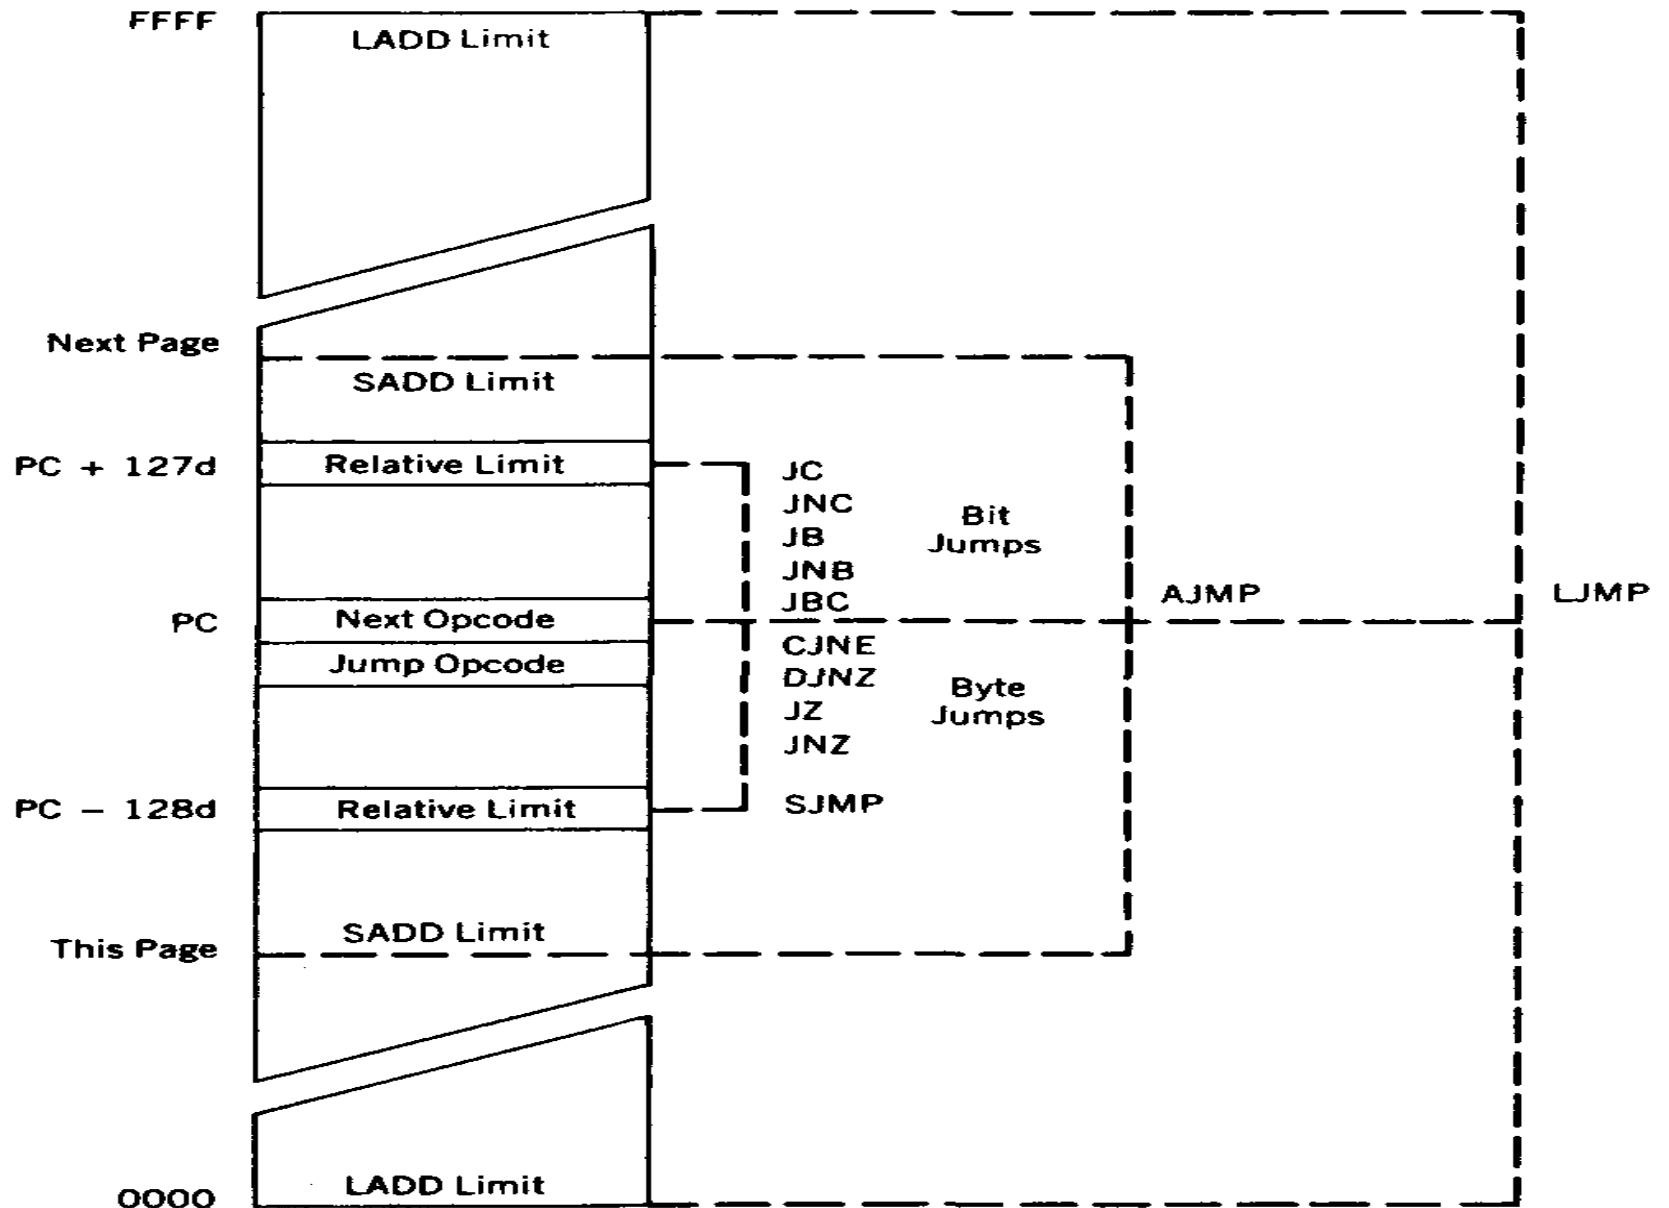 FFFF
LADD Limit
Next Page
SADD Limit
PC + 127d
Relative Limit
JC
JNC
JB
JNB
JBC
Bit
Jumps
AJMP
LJMP
PC
Next Opcode
Jump Opcode
CJNE
DJNZ
JZ
JNZ
Byte
Jumps
PC − 128d
Relative Limit
SJMP
This Page
SADD Limit
0000
LADD Limit